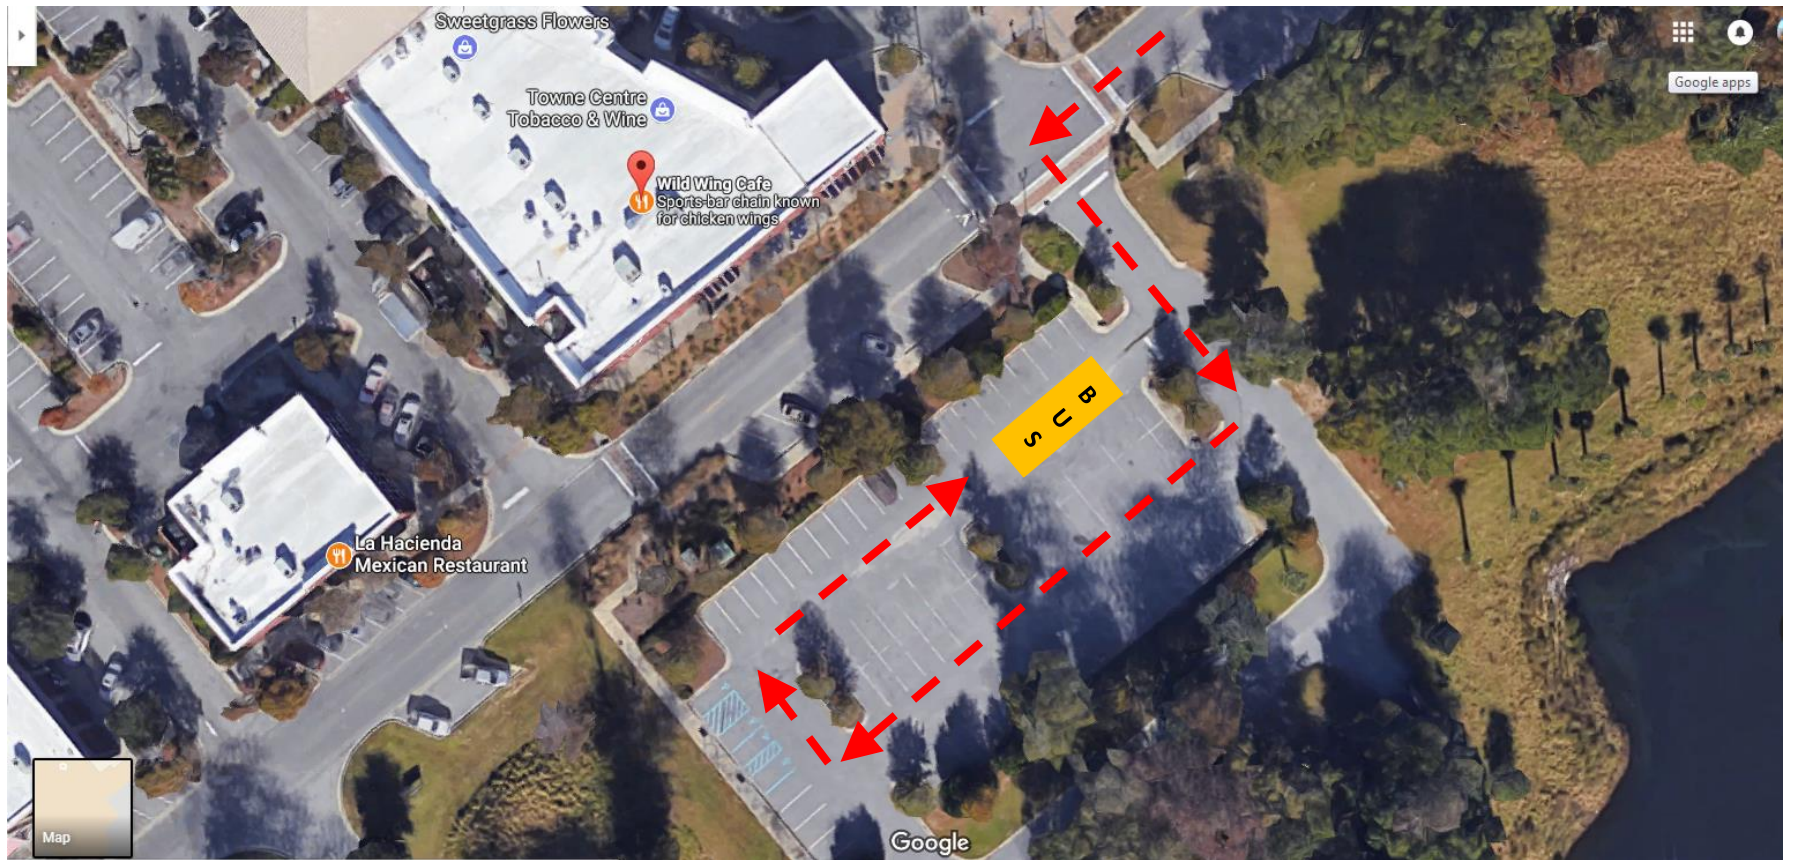 Sweetgrass Flowers
Towne Centre
Tobacco & Wine
Wild Wing Cafe
Sports-bar chain known
for chicken wings
Google apps
B
U
S
La Hacienda
Mexican Restaurant
Map
Google